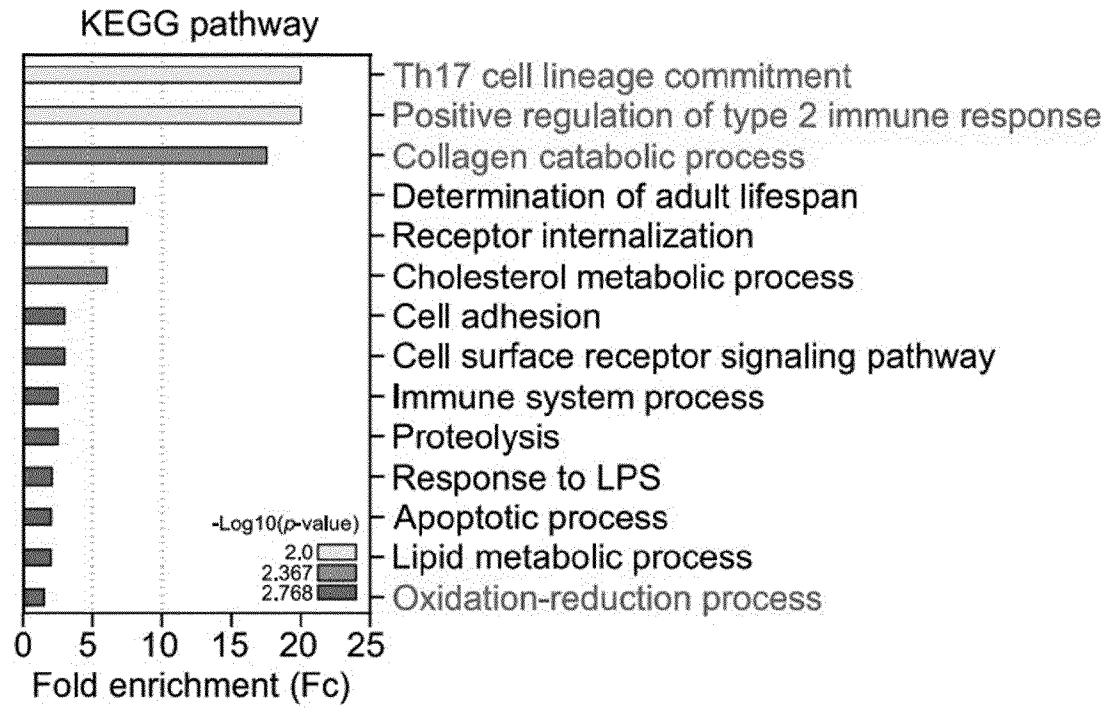 KEGG pathway
Th17 cell lineage commitment
Positive regulation of type 2 immune response
Collagen catabolic process
Determination of adult lifespan
Receptor internalization
Cholesterol metabolic process
Cell adhesion
Cell surface receptor signaling pathway
Immune system process
Proteolysis
Response to LPS
Apoptotic process
Lipid metabolic process
Oxidation-reduction process
-Log10(p-value)
2.0
2.367
2.768
0 5 10 15 20 25
Fold enrichment (Fc)